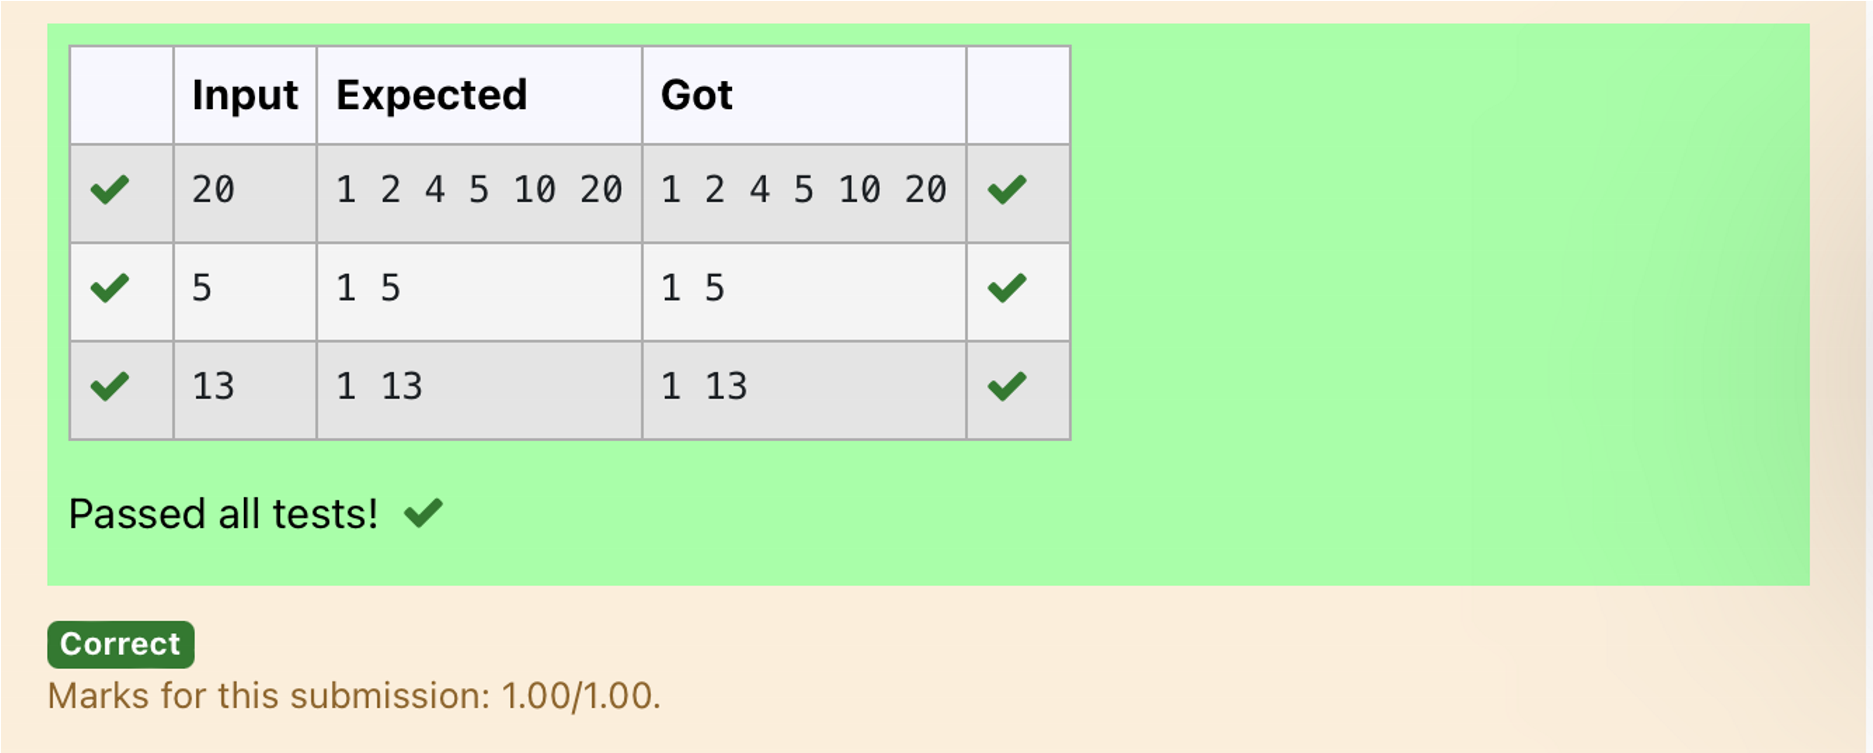 Input Expected Got
20 1 2 4 5 10 20 1 2 4 5 10 20
5 1 5 1 5
13 1 13 1 13
Passed all tests!
Correct
Marks for this submission: 1.00/1.00.